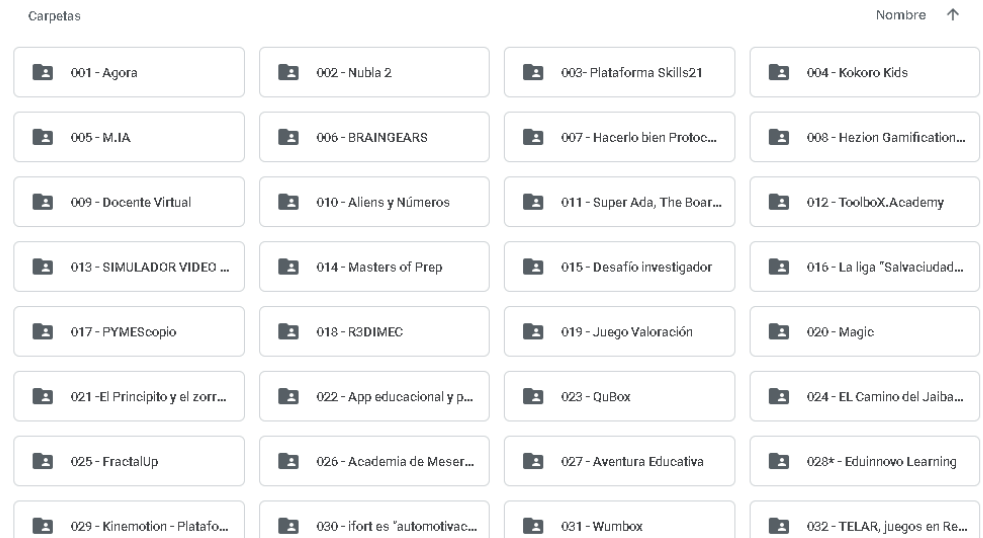 Carpetas
Nombre
001 - Agora
002 - Nubla 2
003- Plataforma Skills21
004 - Kokoro Kids
005 - M.IA
006 - BRAINGEARS
007 - Hacerlo bien Protoc...
008 - Hezion Gamification...
009 - Docente Virtual
010 - Aliens y Números
011 - Super Ada, The Boar...
012 - ToolboX.Academy
013 - SIMULADOR VIDEO ...
014 - Masters of Prep
015 - Desafío investigador
016 - La liga "Salvaciudad...
017 - PYMEScopio
018 - R3DIMEC
019 - Juego Valoración
020 - Magic
021 -El Principito y el zorr...
022 - App educacional y p...
023 - QuBox
024 - EL Camino del Jaiba...
025 - FractalUp
026 - Academia de Meser...
027 - Aventura Educativa
028* - Eduinnovo Learning
029 - Kinemotion - Platafo...
030 - ifort es "automotivac...
031 - Wumbox
032 - TELAR, juegos en Re...